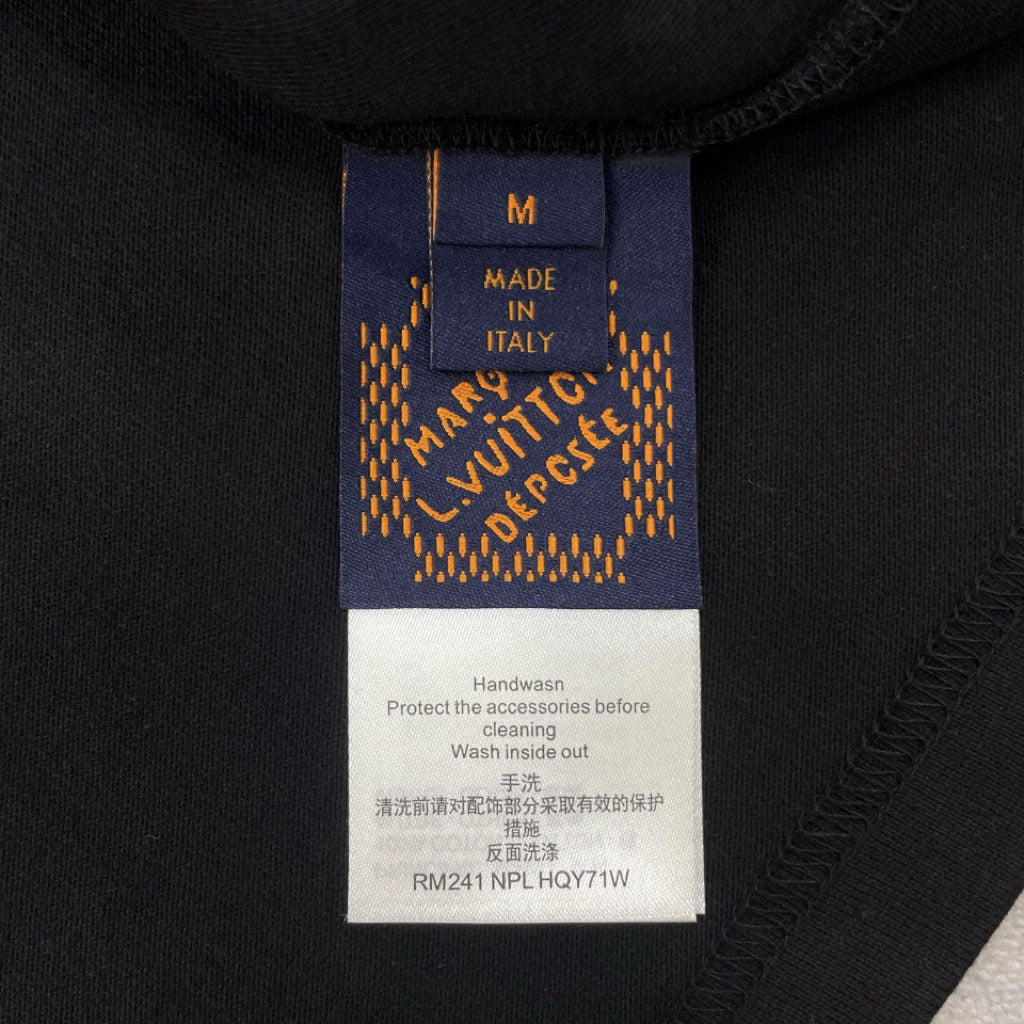 M
MADE
IN
ITALY
L.VUITTON
DÉPOSÉE
Handwasn
Protect the accessories before
cleaning
Wash inside out
手洗
清洗前请对配饰部分采取有效的保护
措施
反面洗涤
RM241 NPL HQY71W